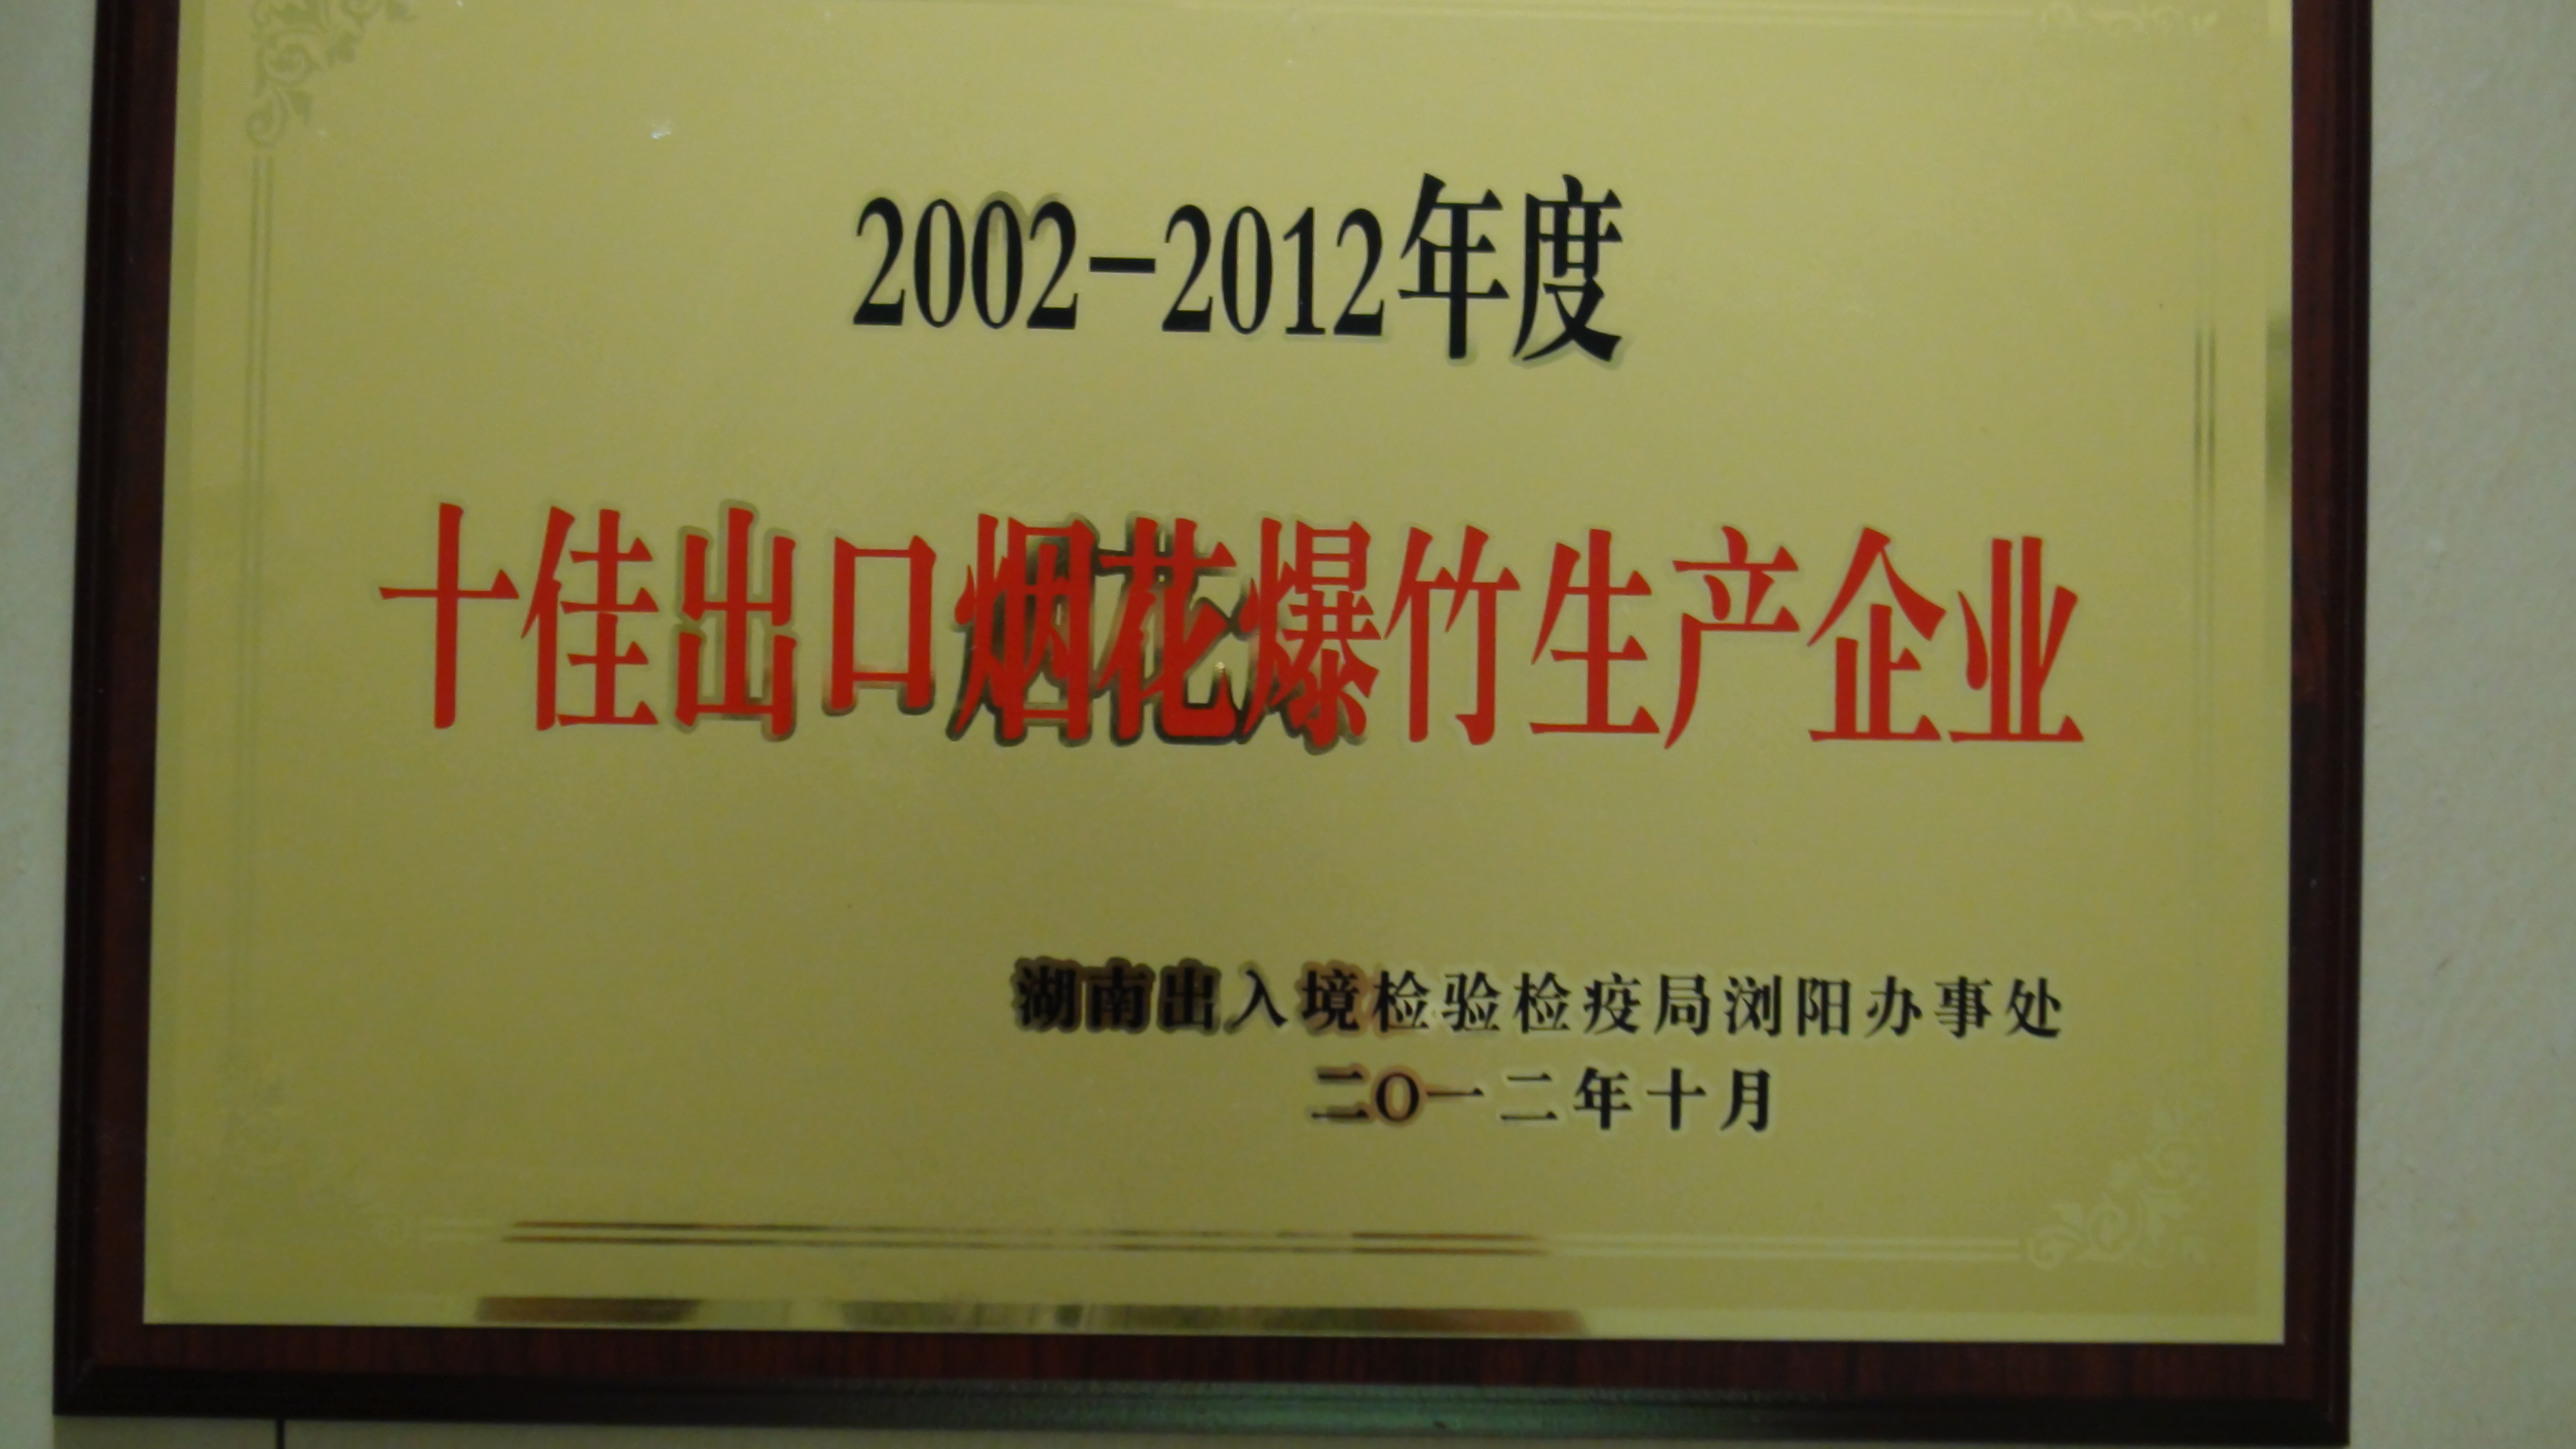 2002-2012年度
十佳出口烟花爆竹生产企业
湖南出入境检验检疫局浏阳办事处
二O一二年十月